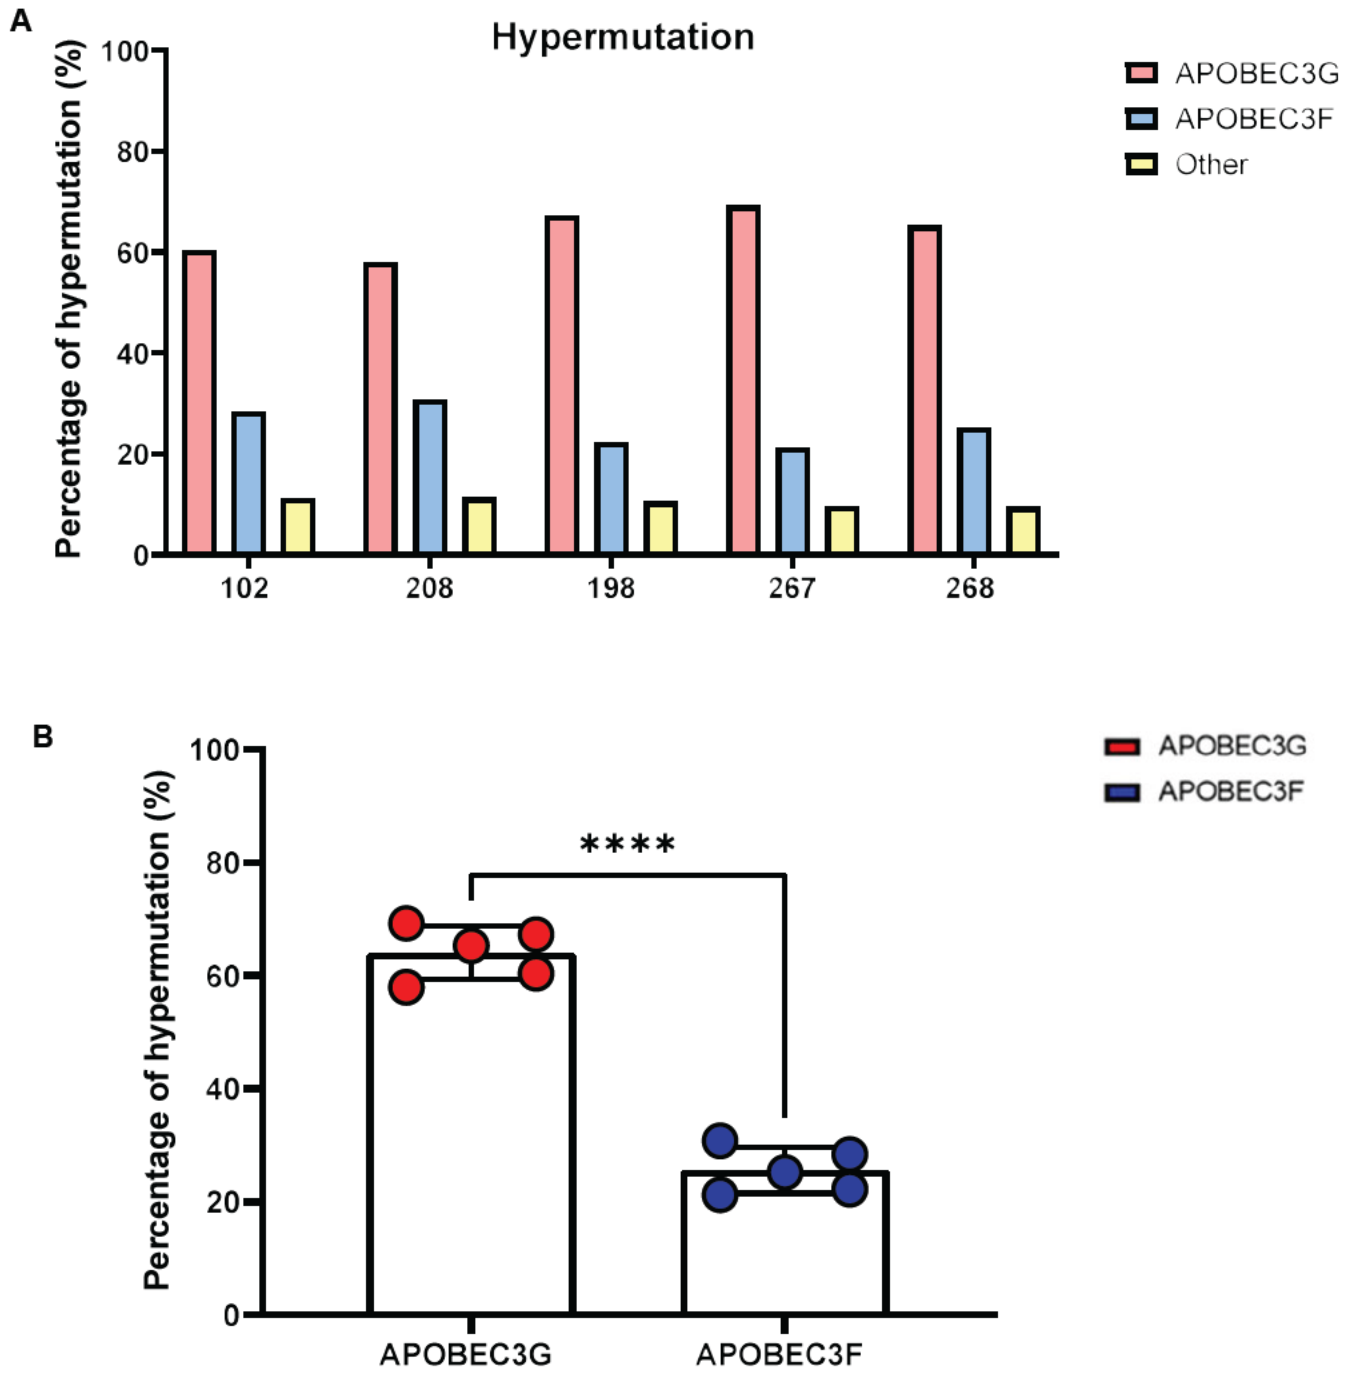 A
Hypermutation
Percentage of hypermutation (%)
100
80
60
40
20
0
102 208 198 267 268
APOBEC3G
APOBEC3F
Other
B
Percentage of hypermutation (%)
100
80
60
40
20
0
****
APOBEC3G APOBEC3F
APOBEC3G
APOBEC3F